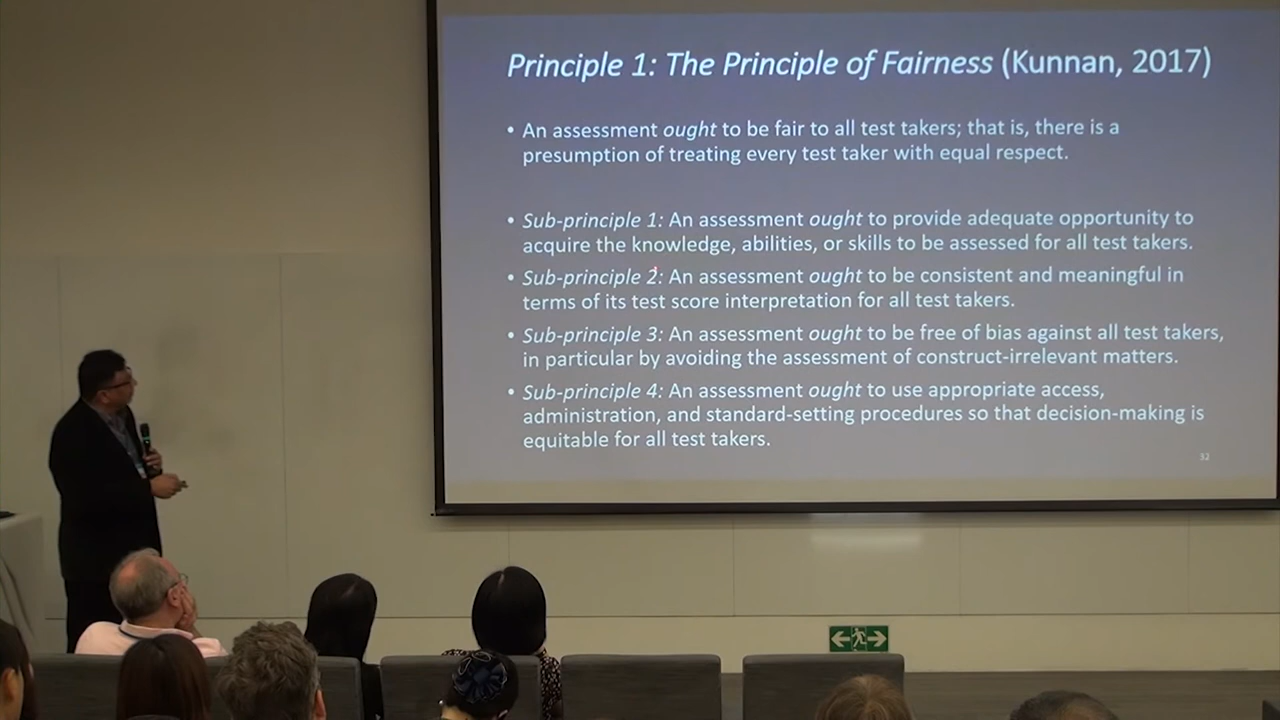 Principle 1: The Principle of Fairness (Kunnan, 2017)
• An assessment ought to be fair to all test takers; that is, there is a
presumption of treating every test taker with equal respect.
• Sub-principle 1: An assessment ought to provide adequate opportunity to
acquire the knowledge, abilities, or skills to be assessed for all test takers.
• Sub-principle 2: An assessment ought to be consistent and meaningful in
terms of its test score interpretation for all test takers.
• Sub-principle 3: An assessment ought to be free of bias against all test takers,
in particular by avoiding the assessment of construct-irrelevant matters.
• Sub-principle 4: An assessment ought to use appropriate access,
administration, and standard-setting procedures so that decision-making is
equitable for all test takers.
32